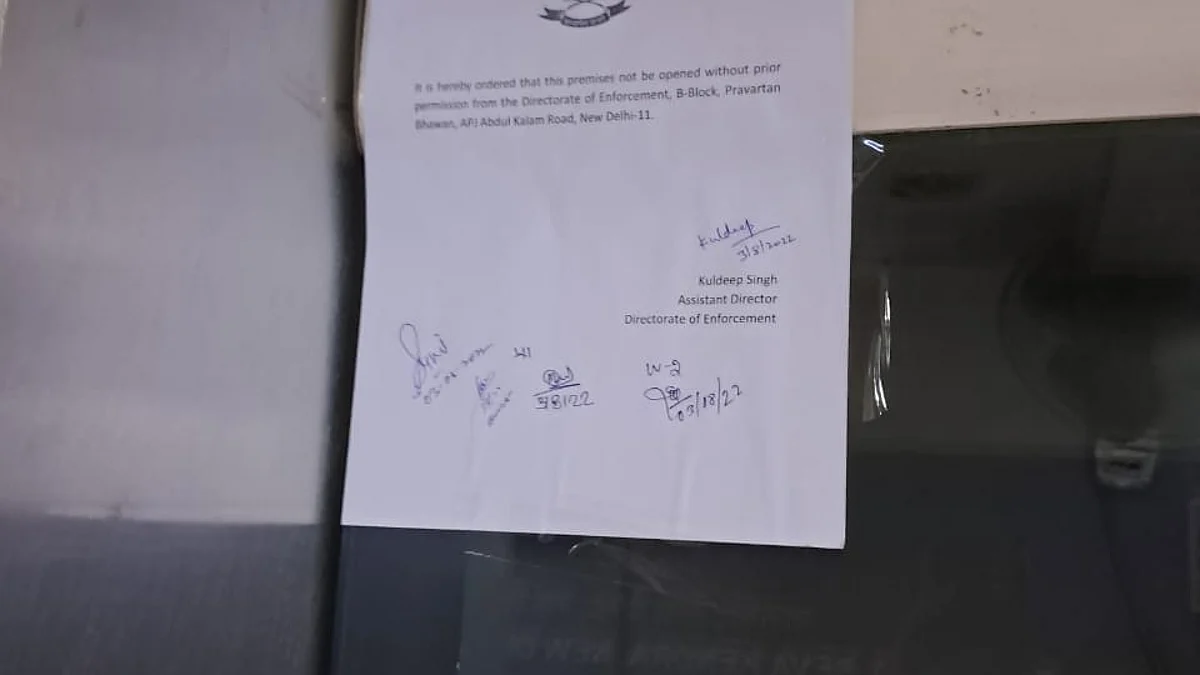 It is hereby ordered that this premises not be opened without prior
permission from the Directorate of Enforcement, B-Block, Pravartan
Bhawan, APJ Abdul Kalam Road, New Delhi-11.
Kuldeep
3/8/2022
Kuldeep Singh
Assistant Director
Directorate of Enforcement
W-2
03/08/22